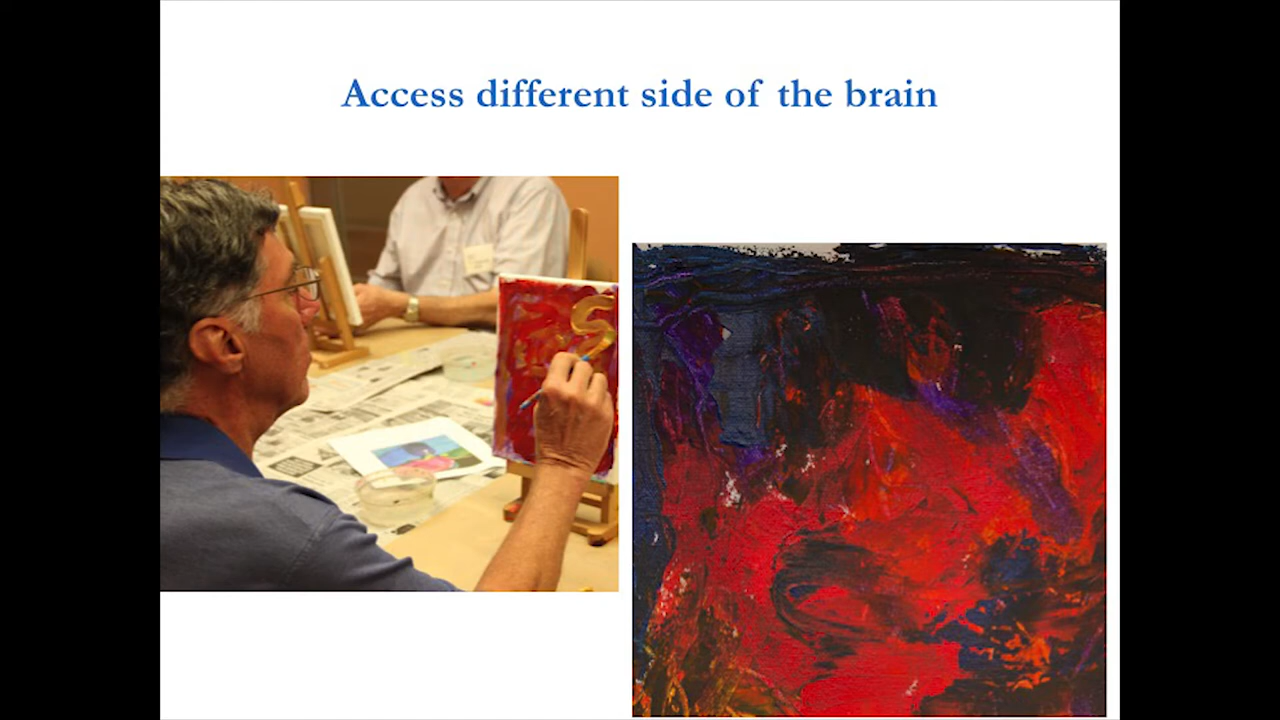 Access different side of the brain